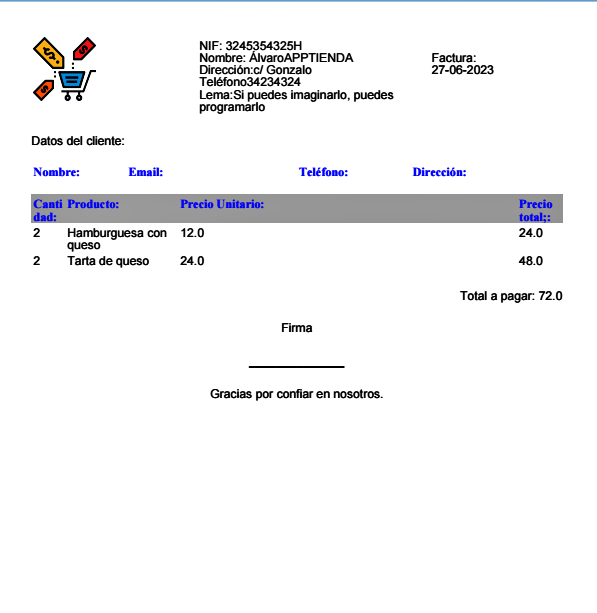 NIF: 3245354325H
Nombre: ÁlvaroAPPTIENDA
Dirección:c/ Gonzalo
Teléfono34234324
Lema:Si puedes imaginarlo, puedes
programarlo
Factura:
27-06-2023
Datos del cliente:
Nombre: Email: Teléfono: Dirección:
Canti Producto: Precio Unitario: Precio
dad: total;:
2 Hamburguesa con 12.0 24.0
queso
2 Tarta de queso 24.0 48.0
Total a pagar: 72.0
Firma
Gracias por confiar en nosotros.